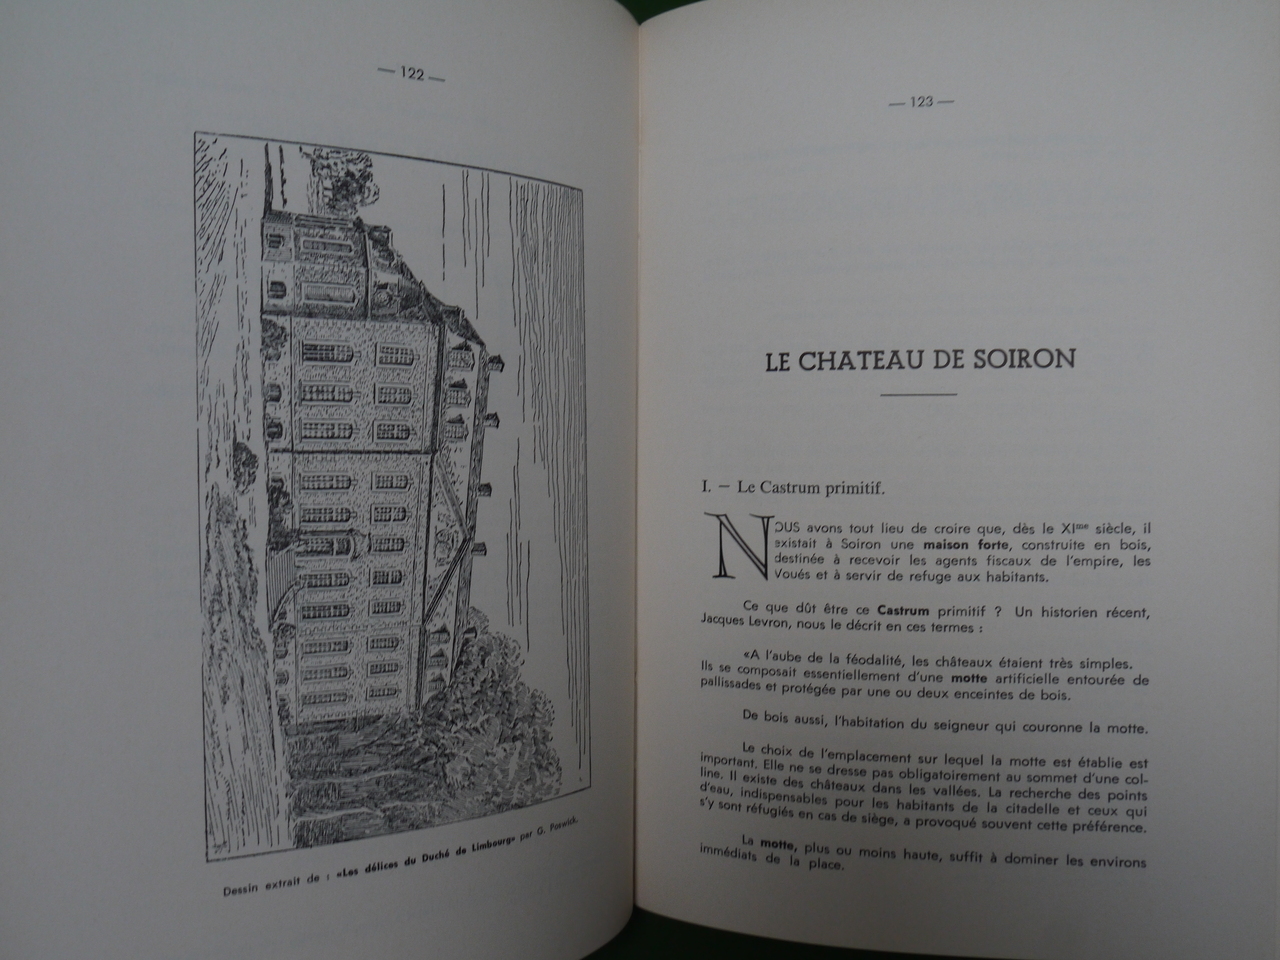 — 122 —
Dessin extrait de : «Les délices du Duché de Limbourg» par G. Poswick.
— 123 —
LE CHATEAU DE SOIRON
I. — Le Castrum primitif.
NOUS avons tout lieu de croire que, dès le XIme siècle, il
existait à Soiron une maison forte, construite en bois,
destinée à recevoir les agents fiscaux de l'empire, les
Voués et à servir de refuge aux habitants.
Ce que dût être ce Castrum primitif ? Un historien récent,
Jacques Levron, nous le décrit en ces termes :
«A l'aube de la féodalité, les châteaux étaient très simples.
Ils se composait essentiellement d'une motte artificielle entourée de
pallissades et protégée par une ou deux enceintes de bois.
De bois aussi, l'habitation du seigneur qui couronne la motte.
Le choix de l'emplacement sur lequel la motte est établie est
important. Elle ne se dresse pas obligatoirement au sommet d'une col-
line. Il existe des châteaux dans les vallées. La recherche des points
d'eau, indispensables pour les habitants de la citadelle et ceux qui
s'y sont réfugiés en cas de siège, a provoqué souvent cette préférence.
La motte, plus ou moins haute, suffit à dominer les environs
immédiats de la place.